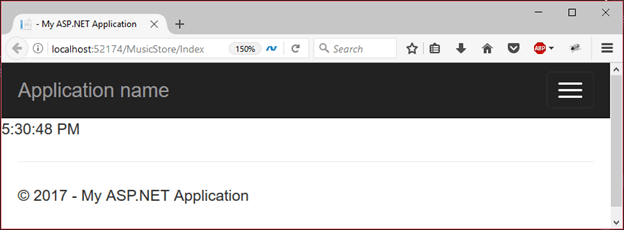 - My ASP.NET Application
localhost:52174/MusicStore/Index 150% Search ABP
Application name
5:30:48 PM
© 2017 - My ASP.NET Application